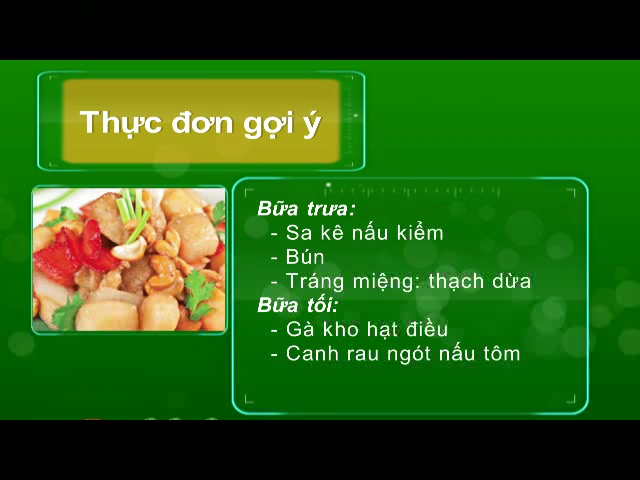 Thực đơn gợi ý
Bữa trưa:
- Sa kê nấu kiểm
- Bún
- Tráng miệng: thạch dừa
Bữa tối:
- Gà kho hạt điều
- Canh rau ngót nấu tôm